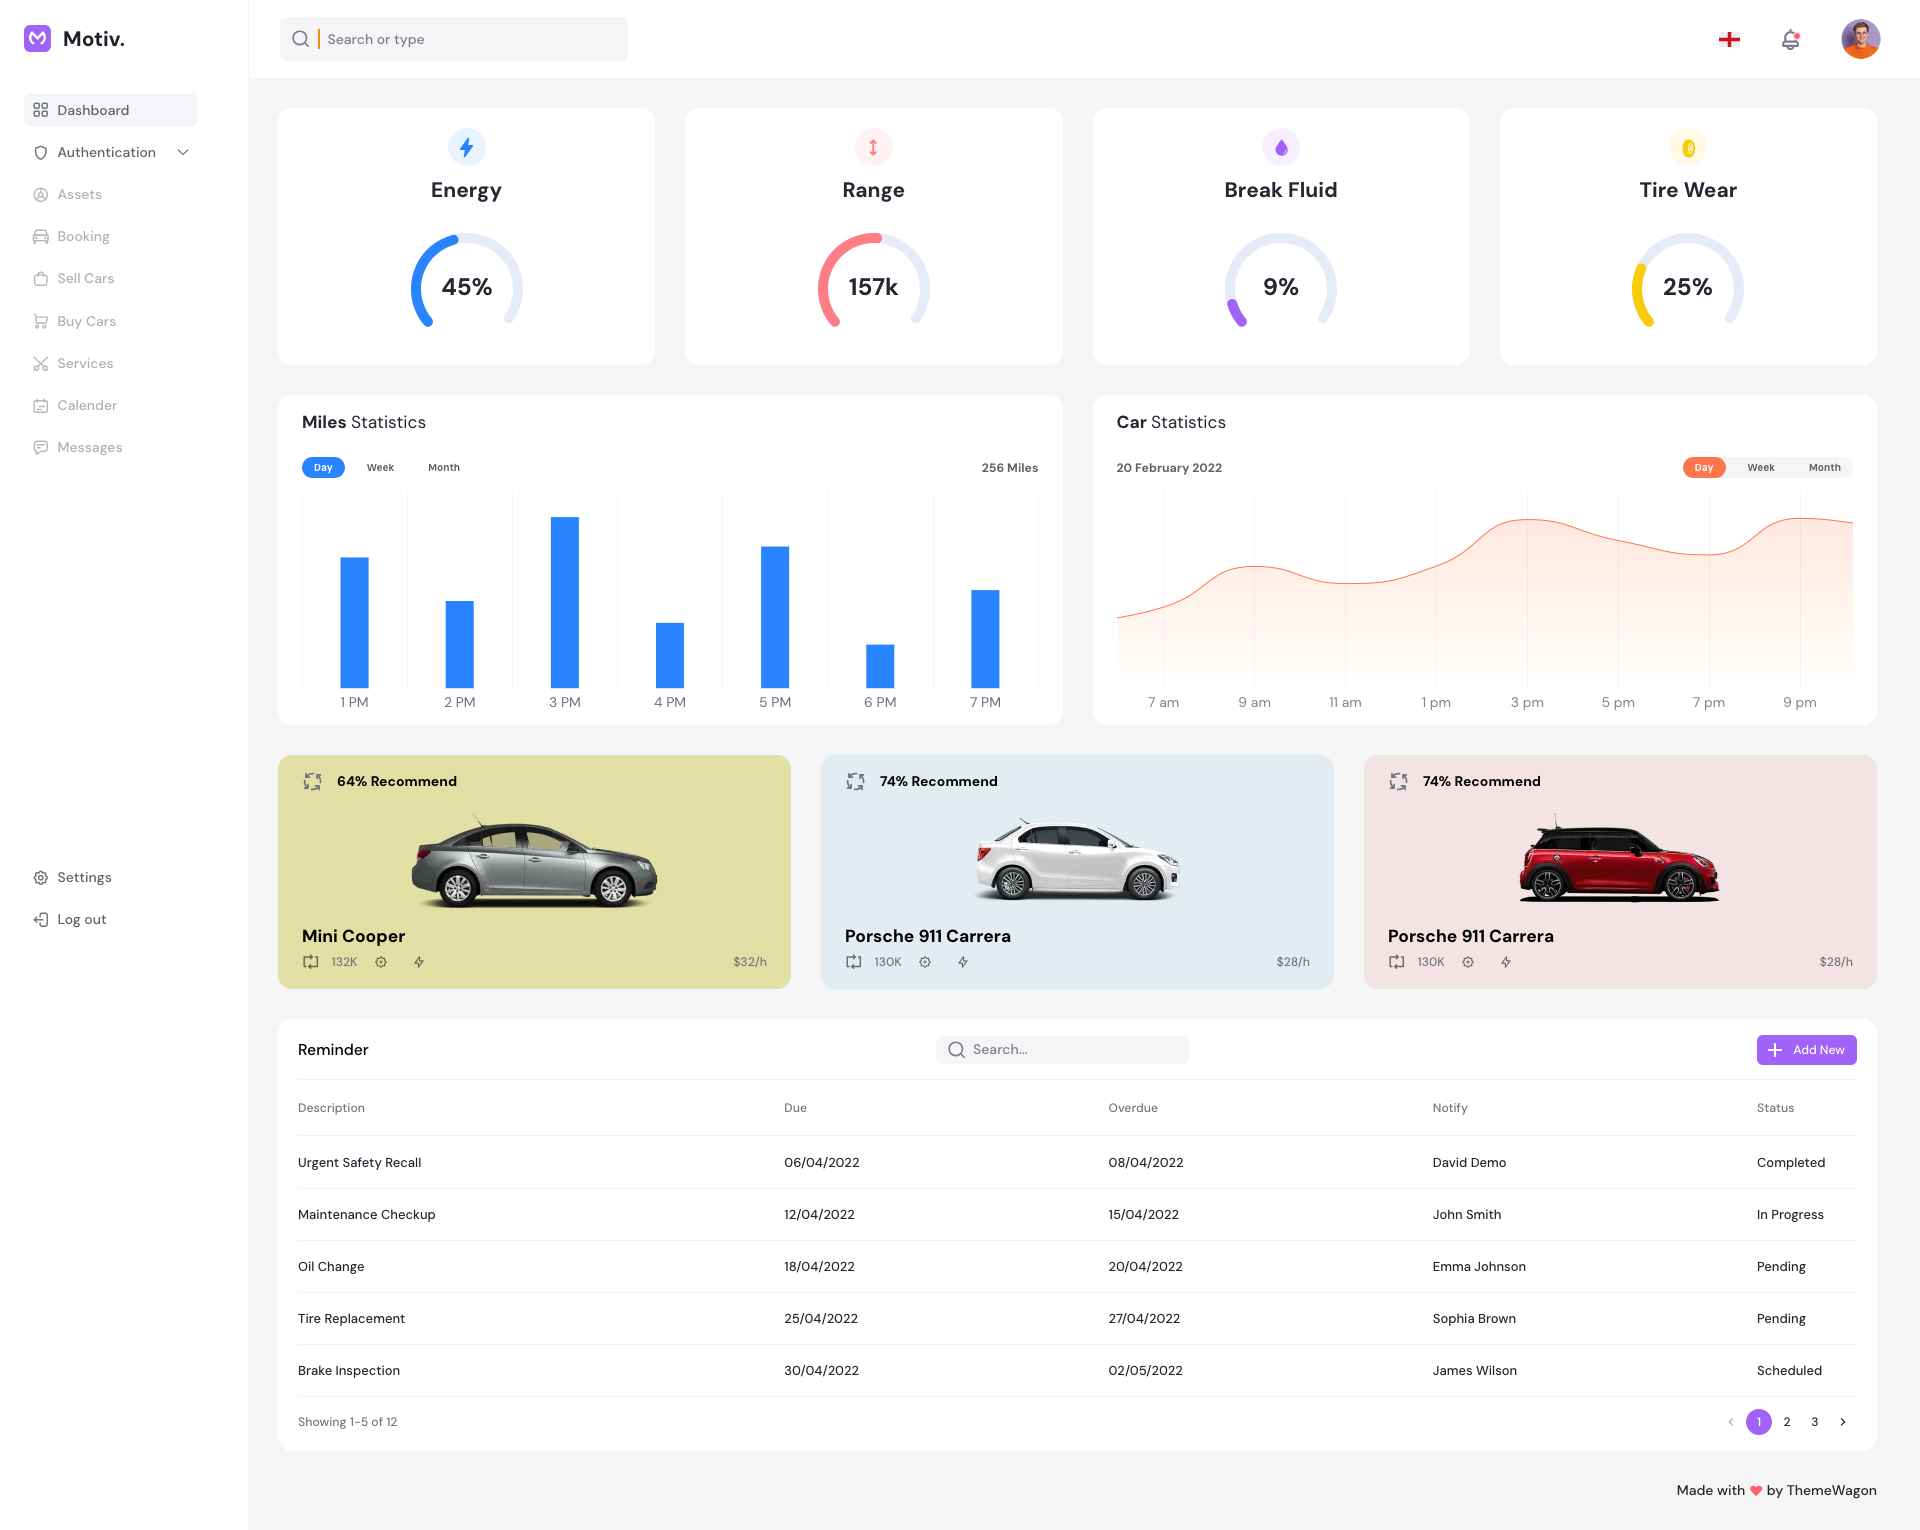 Motiv.
Search or type
Dashboard
Authentication
Assets
Booking
Sell Cars
Buy Cars
Services
Calender
Messages
Settings
Log out
Energy
45%
Range
157k
Break Fluid
9%
Tire Wear
25%
Miles Statistics
Day Week Month
256 Miles
1 PM 2 PM 3 PM 4 PM 5 PM 6 PM 7 PM
Car Statistics
20 February 2022
Day Week Month
7 am 9 am 11 am 1 pm 3 pm 5 pm 7 pm 9 pm
64% Recommend
Mini Cooper
132K
$32/h
74% Recommend
Porsche 911 Carrera
130K
$28/h
74% Recommend
Porsche 911 Carrera
130K
$28/h
Reminder
Search...
Add New
Description Due Overdue Notify Status
Urgent Safety Recall 06/04/2022 08/04/2022 David Demo Completed
Maintenance Checkup 12/04/2022 15/04/2022 John Smith In Progress
Oil Change 18/04/2022 20/04/2022 Emma Johnson Pending
Tire Replacement 25/04/2022 27/04/2022 Sophia Brown Pending
Brake Inspection 30/04/2022 02/05/2022 James Wilson Scheduled
Showing 1-5 of 12
1 2 3
Made with ❤ by ThemeWagon